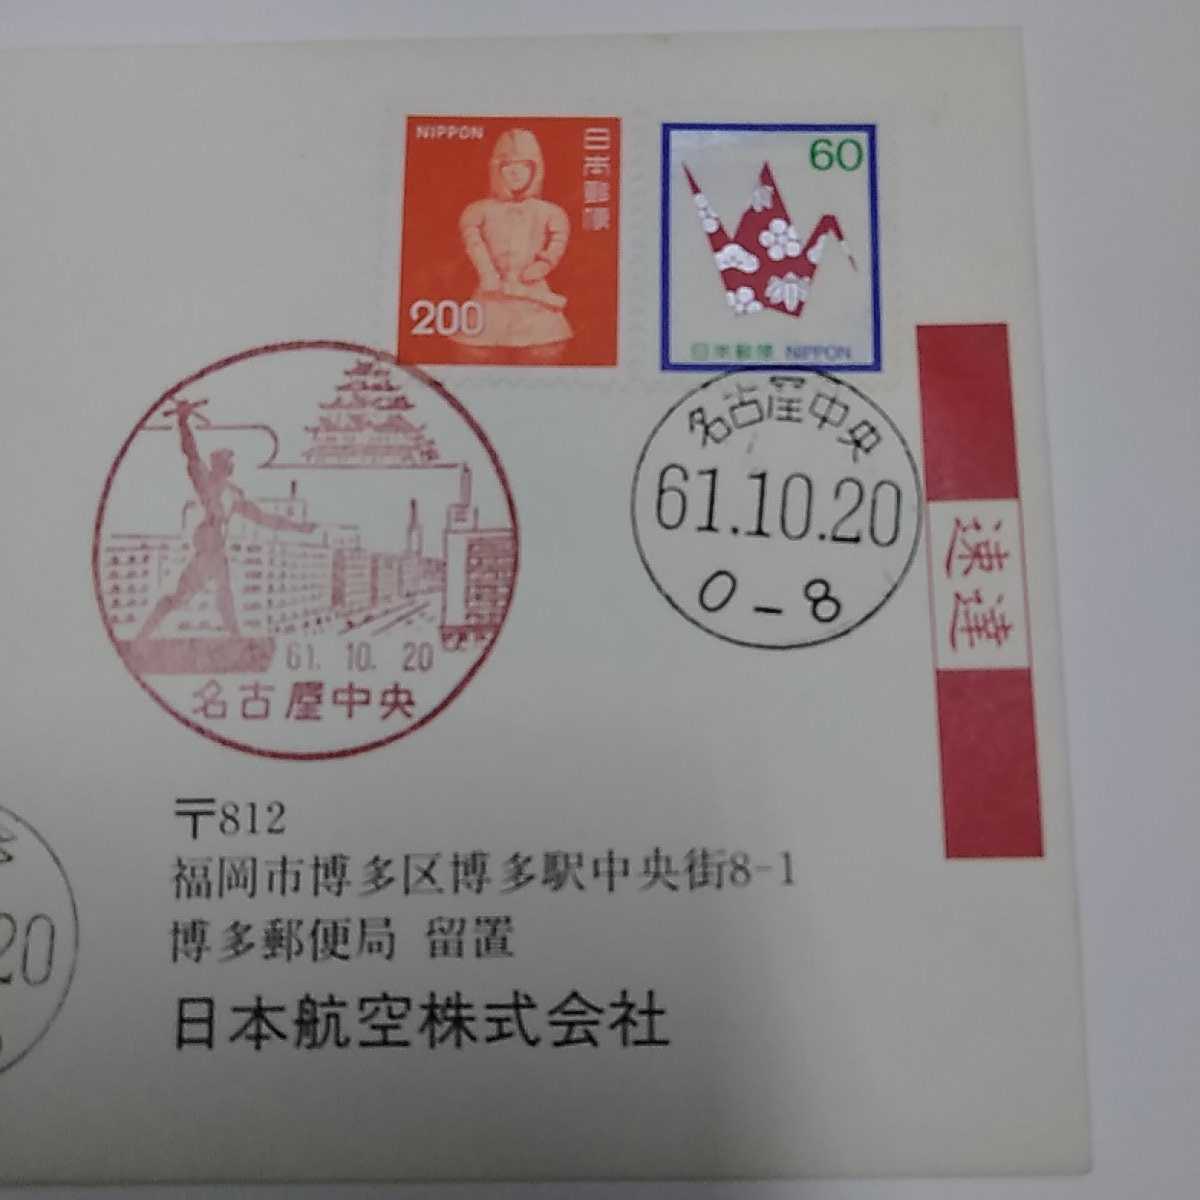 NIPPON
日本郵便
200
60
日本郵便 NIPPON
名古屋中央
61.10.20
0-8
速達
61. 10. 20
名古屋中央
〒812
福岡市博多区博多駅中央街8-1
博多郵便局 留置
日本航空株式会社
20